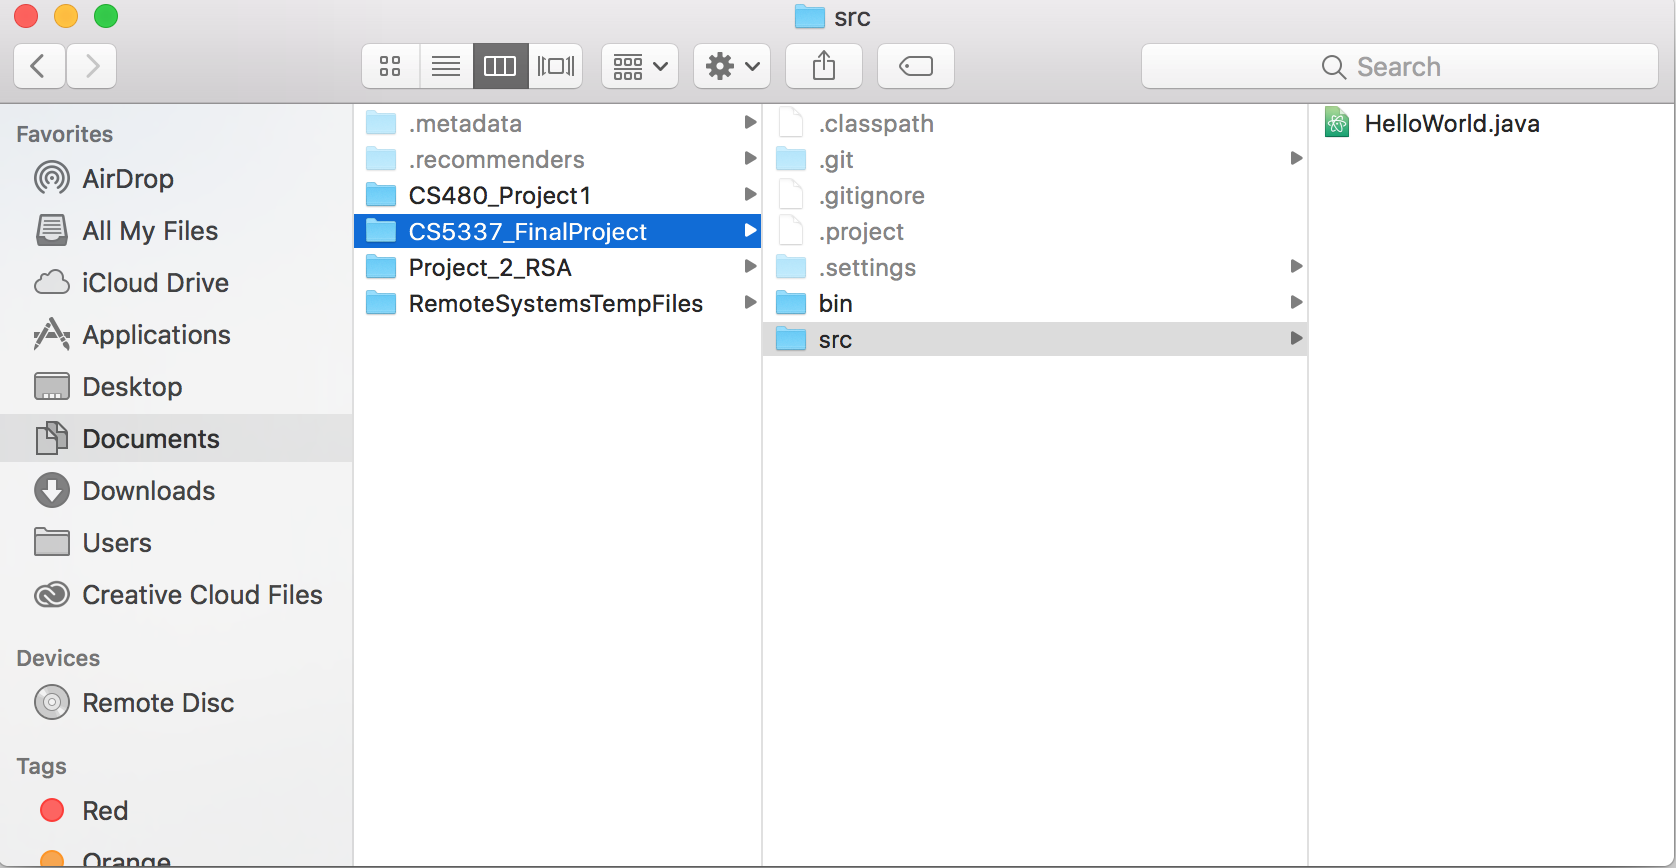 src
Search
Favorites
AirDrop
All My Files
iCloud Drive
Applications
Desktop
Documents
Downloads
Users
Creative Cloud Files
Devices
Remote Disc
Tags
Red
Orange
.metadata
.recommenders
CS480_Project1
CS5337_FinalProject
Project_2_RSA
RemoteSystemsTempFiles
.classpath
.git
.gitignore
.project
.settings
bin
src
HelloWorld.java